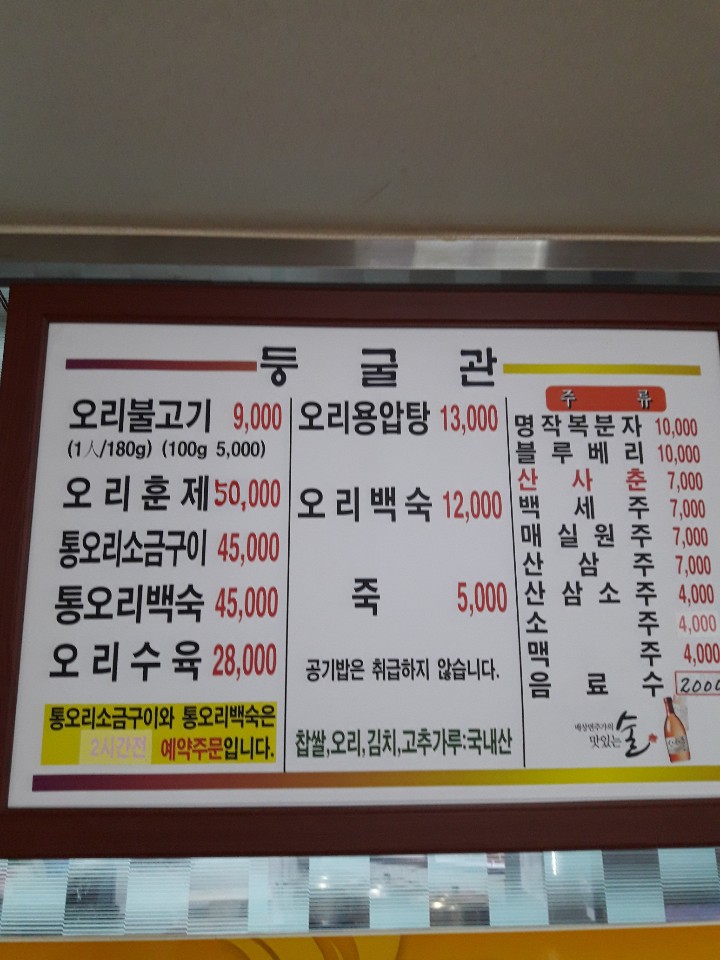 둥굴관
오리불고기 9,000
(1人/180g) (100g 5,000)
오리훈제 50,000
통오리소금구이 45,000
통오리백숙 45,000
오리수육 28,000
통오리소금구이와 통오리백숙은
2시간전 예약주문입니다.
오리용압탕 13,000
오리백숙 12,000
죽 5,000
공기밥은 취급하지 않습니다.
찹쌀,오리,김치,고추가루:국내산
주류
명작복분자 10,000
블루베리 10,000
산사춘 7,000
백세주 7,000
매실원주 7,000
산삼주 7,000
산삼소주 4,000
소주 4,000
맥주 4,000
음료수 2000
배상면주가의
맛있는 술